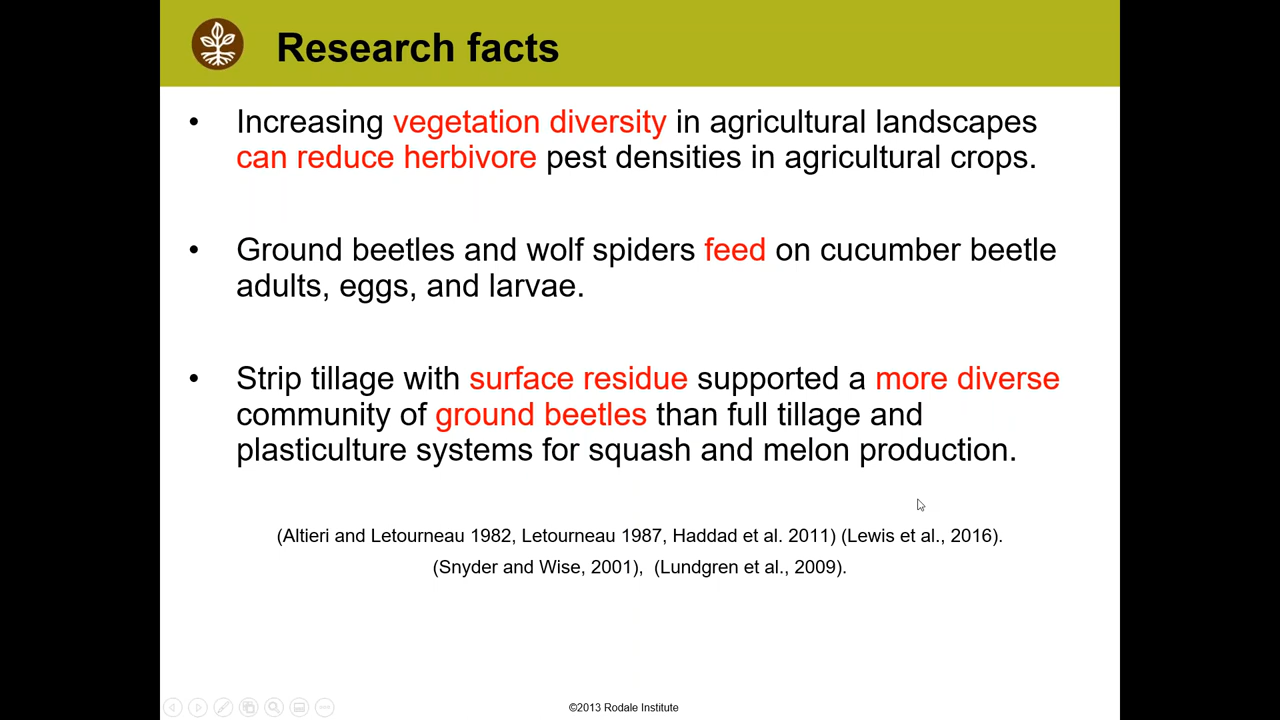 Research facts
• Increasing vegetation diversity in agricultural landscapes
can reduce herbivore pest densities in agricultural crops.
• Ground beetles and wolf spiders feed on cucumber beetle
adults, eggs, and larvae.
• Strip tillage with surface residue supported a more diverse
community of ground beetles than full tillage and
plasticulture systems for squash and melon production.
(Altieri and Letourneau 1982, Letourneau 1987, Haddad et al. 2011) (Lewis et al., 2016).
(Snyder and Wise, 2001), (Lundgren et al., 2009).
©2013 Rodale Institute